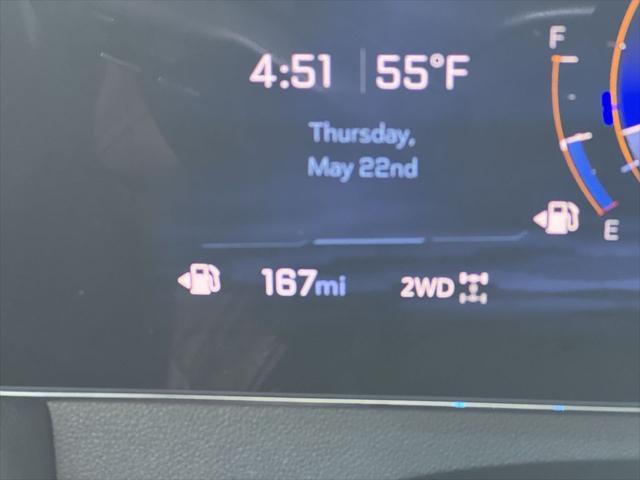 4:51 55°F
F
Thursday,
May 22nd
E
167mi 2WD